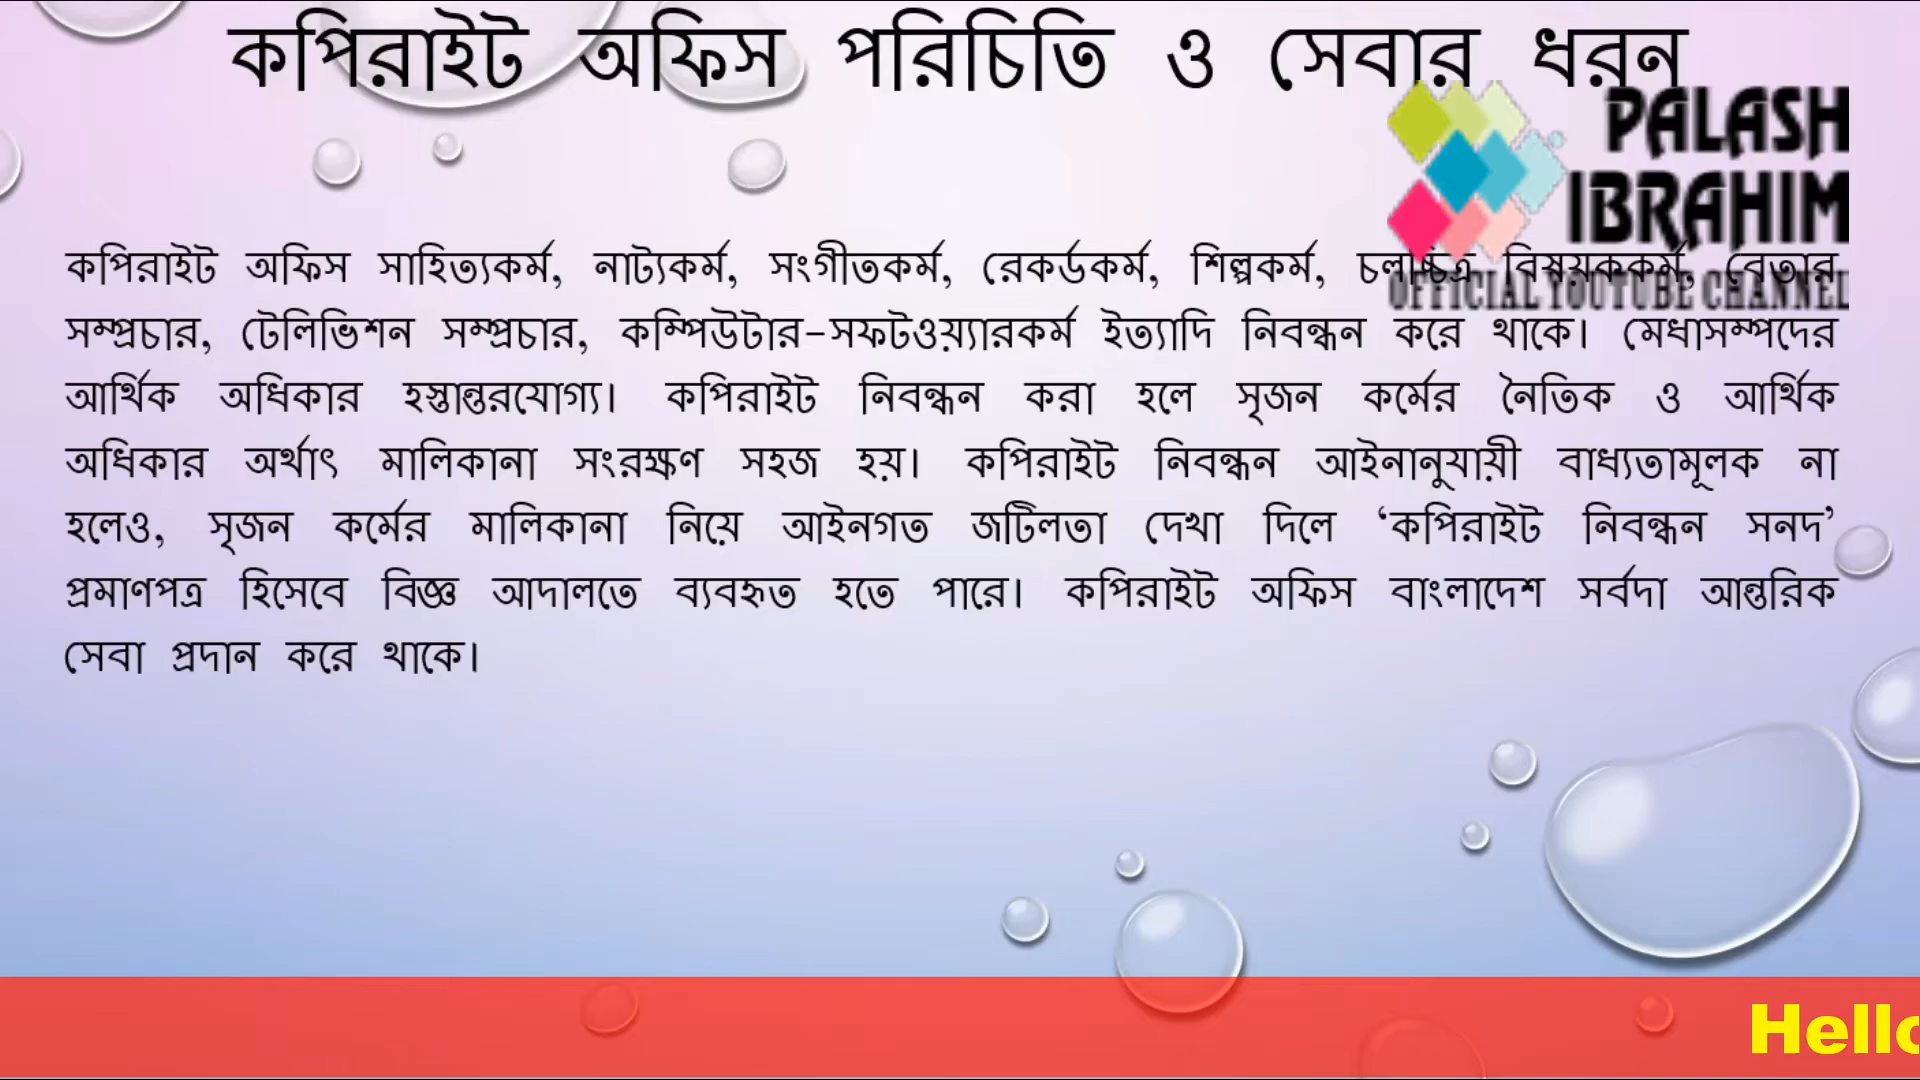 কপিরাইট অফিস পরিচিতি ও সেবার ধরন
PALASH
IBRAHIM
OFFICIAL YOUTUBE CHANNEL
কপিরাইট অফিস সাহিত্যকর্ম, নাট্যকর্ম, সংগীতকর্ম, রেকর্ডকর্ম, শিল্পকর্ম, চলচ্চিত্র বিষয়ককর্ম, বেতার
সম্প্রচার, টেলিভিশন সম্প্রচার, কম্পিউটার-সফটওয়্যারকর্ম ইত্যাদি নিবন্ধন করে থাকে। মেধাসম্পদের
আর্থিক অধিকার হস্তান্তরযোগ্য। কপিরাইট নিবন্ধন করা হলে সৃজন কর্মের নৈতিক ও আর্থিক
অধিকার অর্থাৎ মালিকানা সংরক্ষণ সহজ হয়। কপিরাইট নিবন্ধন আইনানুযায়ী বাধ্যতামূলক না
হলেও, সৃজন কর্মের মালিকানা নিয়ে আইনগত জটিলতা দেখা দিলে ‘কপিরাইট নিবন্ধন সনদ’
প্রমাণপত্র হিসেবে বিজ্ঞ আদালতে ব্যবহৃত হতে পারে। কপিরাইট অফিস বাংলাদেশ সর্বদা আন্তরিক
সেবা প্রদান করে থাকে।
Hello